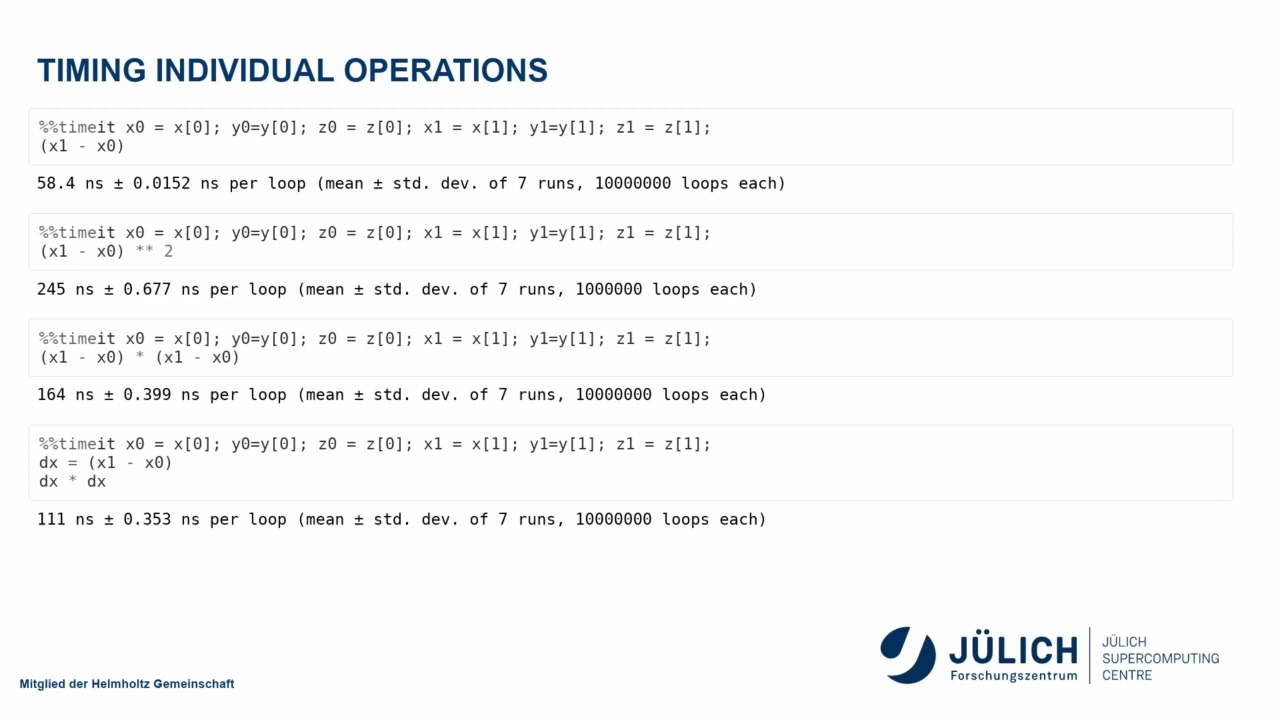 TIMING INDIVIDUAL OPERATIONS
%%timeit x0 = x[0]; y0=y[0]; z0 = z[0]; x1 = x[1]; y1=y[1]; z1 = z[1];
(x1 - x0)
58.4 ns ± 0.0152 ns per loop (mean ± std. dev. of 7 runs, 10000000 loops each)
%%timeit x0 = x[0]; y0=y[0]; z0 = z[0]; x1 = x[1]; y1=y[1]; z1 = z[1];
(x1 - x0) ** 2
245 ns ± 0.677 ns per loop (mean ± std. dev. of 7 runs, 1000000 loops each)
%%timeit x0 = x[0]; y0=y[0]; z0 = z[0]; x1 = x[1]; y1=y[1]; z1 = z[1];
(x1 - x0) * (x1 - x0)
164 ns ± 0.399 ns per loop (mean ± std. dev. of 7 runs, 10000000 loops each)
%%timeit x0 = x[0]; y0=y[0]; z0 = z[0]; x1 = x[1]; y1=y[1]; z1 = z[1];
dx = (x1 - x0)
dx * dx
111 ns ± 0.353 ns per loop (mean ± std. dev. of 7 runs, 10000000 loops each)
JÜLICH
Forschungszentrum
JÜLICH
SUPERCOMPUTING
CENTRE
Mitglied der Helmholtz Gemeinschaft